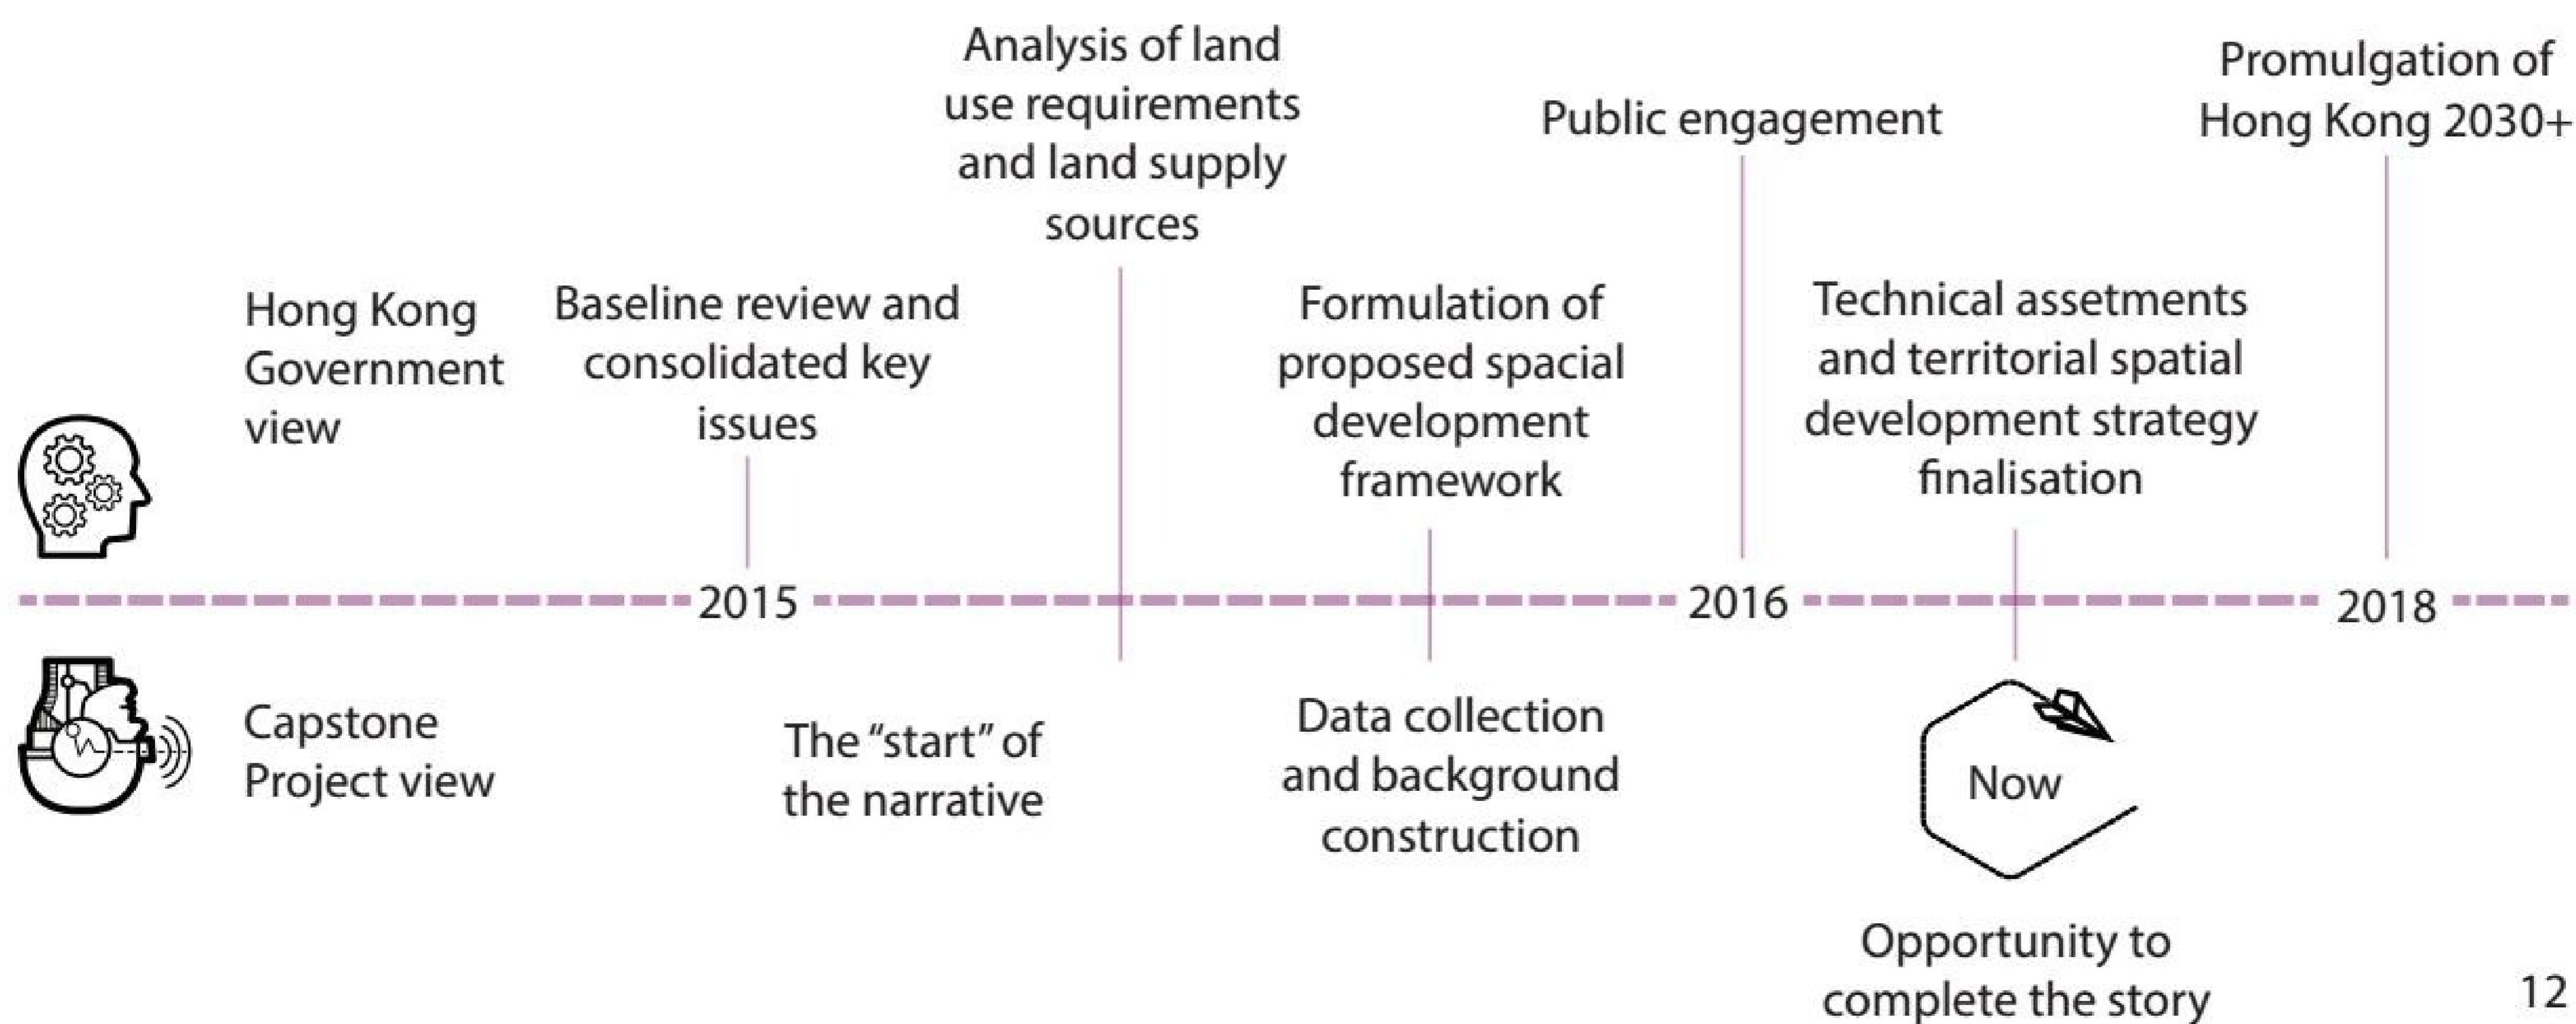 Analysis of land
use requirements
and land supply
sources
Public engagement
Promulgation of
Hong Kong 2030+
Hong Kong
Government
view
Baseline review and
consolidated key
issues
Formulation of
proposed spacial
development
framework
Technical assetments
and territorial spatial
development strategy
finalisation
2015
2016
2018
Capstone
Project view
The “start” of
the narrative
Data collection
and background
construction
Now
Opportunity to
complete the story
12